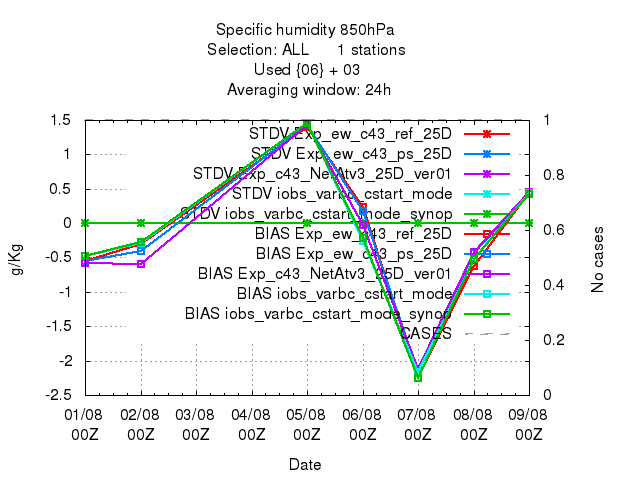 Specific humidity 850hPa
Selection: ALL 1 stations
Used {06} + 03
Averaging window: 24h
1.5
1
0.5
0
-0.5
-1
-1.5
-2
-2.5
g/Kg
STDV Exp_ew_c43_ref_25D
STDV Exp_ew_c43_ps_25D
STDV Exp_c43_NetAtv3_25D_ver01
STDV iobs_varbc_cstart_mode
STDV iobs_varbc_cstart_mode_synop
BIAS Exp_ew_c43_ref_25D
BIAS Exp_ew_c43_ps_25D
BIAS Exp_c43_NetAtv3_25D_ver01
BIAS iobs_varbc_cstart_mode
BIAS iobs_varbc_cstart_mode_synop
CASES
1
0.8
0.6
0.4
0.2
0
No cases
01/08 02/08 03/08 04/08 05/08 06/08 07/08 08/08 09/08
00Z 00Z 00Z 00Z 00Z 00Z 00Z 00Z 00Z
Date